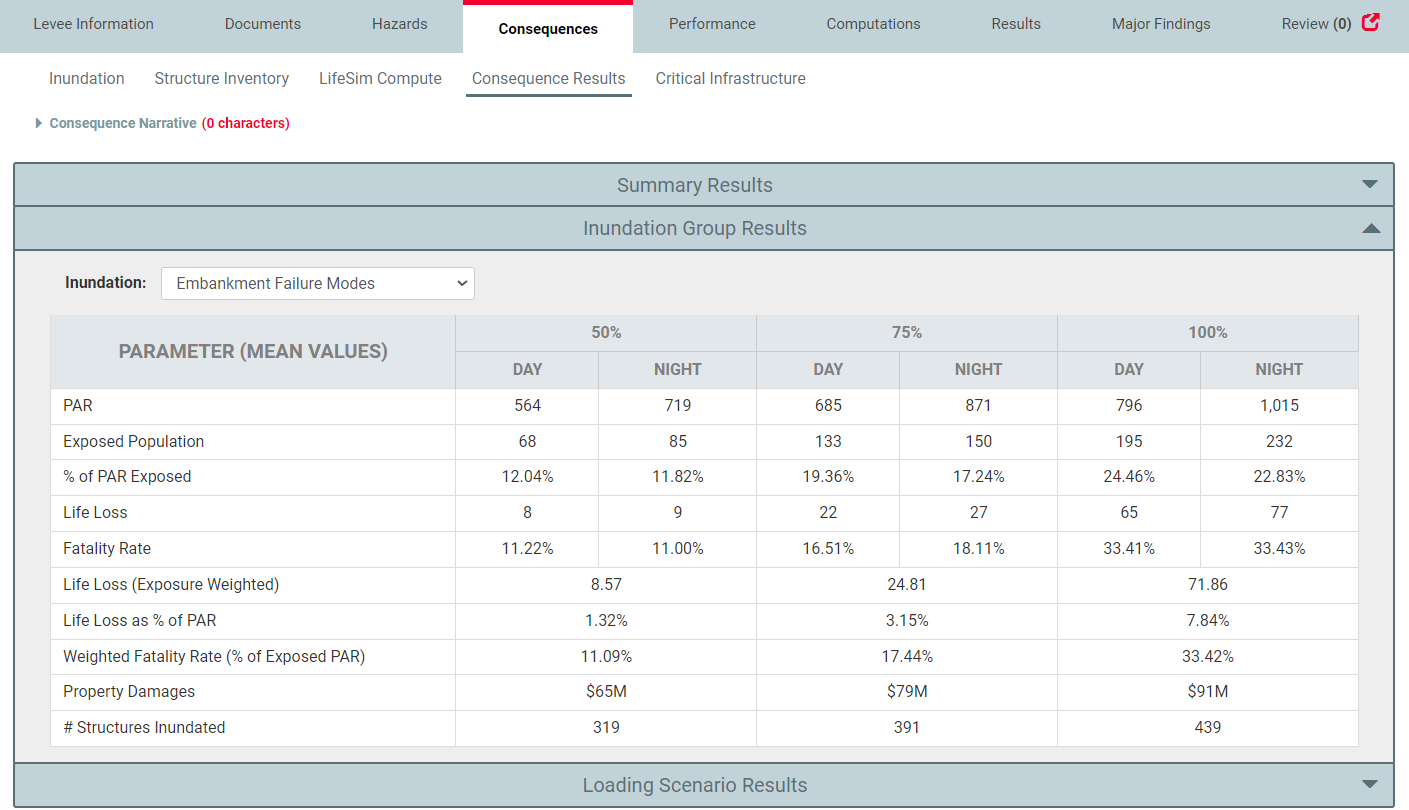 Levee Information Documents Hazards Consequences Performance Computations Results Major Findings Review (0)
Inundation Structure Inventory LifeSim Compute Consequence Results Critical Infrastructure
Consequence Narrative (0 characters)
Summary Results
Inundation Group Results
Inundation: Embankment Failure Modes
PARAMETER (MEAN VALUES) 50% 75% 100%
DAY NIGHT DAY NIGHT DAY NIGHT
PAR 564 719 685 871 796 1,015
Exposed Population 68 85 133 150 195 232
% of PAR Exposed 12.04% 11.82% 19.36% 17.24% 24.46% 22.83%
Life Loss 8 9 22 27 65 77
Fatality Rate 11.22% 11.00% 16.51% 18.11% 33.41% 33.43%
Life Loss (Exposure Weighted) 8.57 24.81 71.86
Life Loss as % of PAR 1.32% 3.15% 7.84%
Weighted Fatality Rate (% of Exposed PAR) 11.09% 17.44% 33.42%
Property Damages $65M $79M $91M
# Structures Inundated 319 391 439
Loading Scenario Results